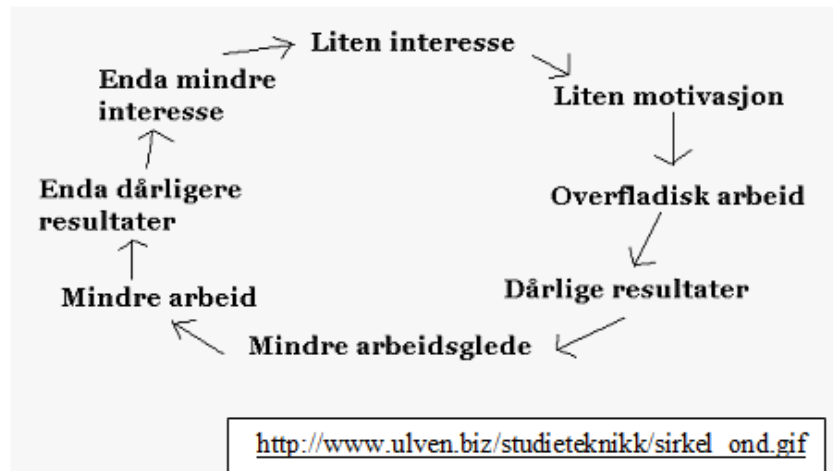 Liten interesse
Liten motivasjon
Overfladisk arbeid
Dårlige resultater
Mindre arbeidsglede
Mindre arbeid
Enda dårligere
resultater
Enda mindre
interesse
http://www.ulven.biz/studieteknikk/sirkel_ond.gif